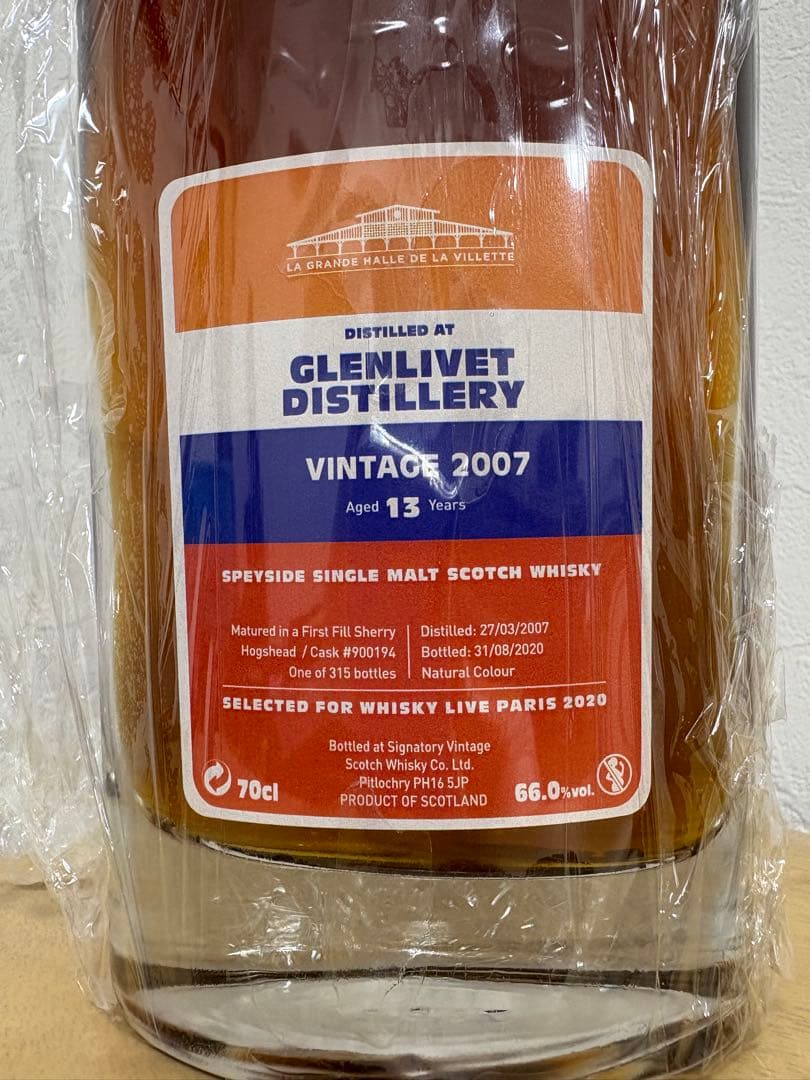 LA GRANDE HALLE DE LA VILLETTE
DISTILLED AT
GLENLIVET
DISTILLERY
VINTAGE 2007
Aged 13 Years
SPEYSIDE SINGLE MALT SCOTCH WHISKY
Matured in a First Fill Sherry
Hogshead / Cask #900194
One of 315 bottles
Distilled: 27/03/2007
Bottled: 31/08/2020
Natural Colour
SELECTED FOR WHISKY LIVE PARIS 2020
Bottled at Signatory Vintage
Scotch Whisky Co. Ltd.
Pitlochry PH16 5JP
PRODUCT OF SCOTLAND
70cl
66.0%vol.